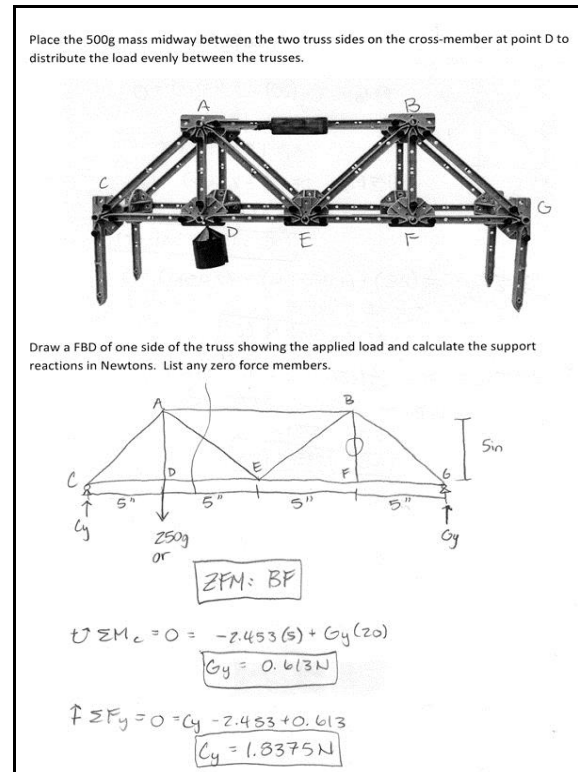 Place the 500g mass midway between the two truss sides on the cross-member at point D to
distribute the load evenly between the trusses.
A B
C G
D E F
Draw a FBD of one side of the truss showing the applied load and calculate the support
reactions in Newtons. List any zero force members.
A B
5in
C D E F G
5" 5" 5" 5"
Cy 250g Gy
or
ZFM: BF
↺ ΣMc = 0 = -2.453(5) + Gy(20)
Gy = 0.613N
↑ ΣFy = 0 = Cy - 2.453 + 0.613
Cy = 1.8375N